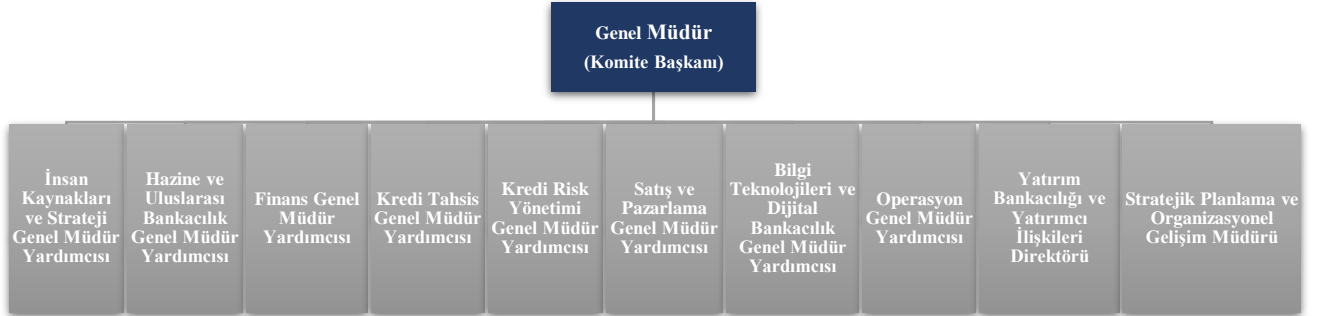 Genel Müdür
(Komite Başkanı)
İnsan
Kaynakları
ve Strateji
Genel Müdür
Yardımcısı
Hazine ve
Uluslarası
Bankacılık
Genel Müdür
Yardımcısı
Finans Genel
Müdür
Yardımcısı
Kredi Tahsis
Genel Müdür
Yardımcısı
Kredi Risk
Yönetimi
Genel Müdür
Yardımcısı
Satış ve
Pazarlama
Genel Müdür
Yardımcısı
Bilgi
Teknolojileri ve
Dijital
Bankacılık
Genel Müdür
Yardımcısı
Operasyon
Genel Müdür
Yardımcısı
Yatırım
Bankacılığı ve
Yatırımcı
İlişkileri
Direktörü
Stratejik Planlama ve
Organizasyonel
Gelişim Müdürü